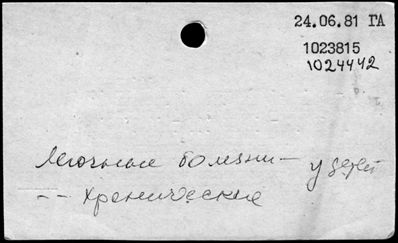 24.06.81 ГА
1023815
1024442
Легочные болезни — у детей
— — хронические